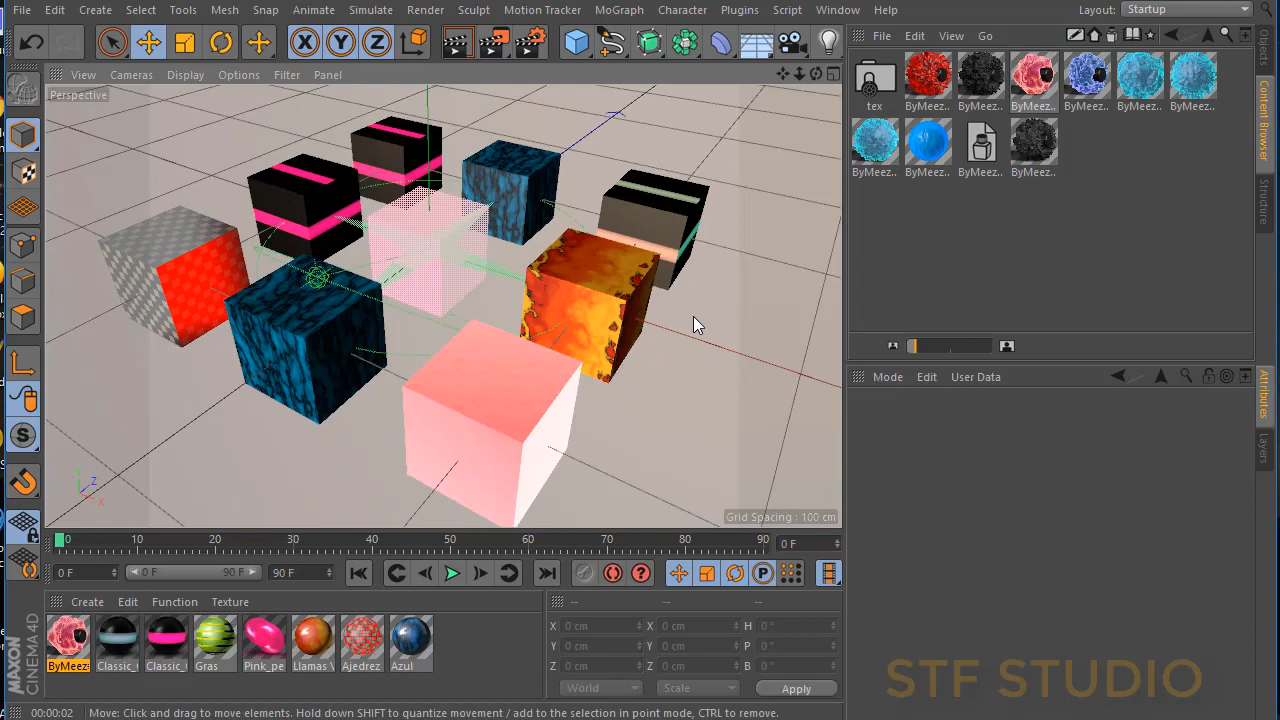 File Edit Create Select Tools Mesh Snap Animate Simulate Render Sculpt Motion Tracker MoGraph Character Plugins Script Window Help Layout: Startup
View Cameras Display Options Filter Panel
Perspective
File Edit View Go
tex ByMeez.. ByMeez.. ByMeez.. ByMeez.. ByMeez.. ByMeez..
ByMeez.. ByMeez.. ByMeez.. ByMeez..
Objects
Content Browser
Structure
Mode Edit User Data
Attributes
Layers
Y
Z
X
Grid Spacing : 100 cm
0 10 20 30 40 50 60 70 80 90 0 F
0 F 0 F 90 F 90 F
Create Edit Function Texture
-- -- --
X 0 cm X 0 cm H 0 °
Y 0 cm Y 0 cm P 0 °
Z 0 cm Z 0 cm B 0 °
World Scale Apply
Classic_ Classic_ Gras Pink_pe Llamas Ajedrez Azul
MAXON
CINEMA 4D
STF STUDIO
00:00:02 Move: Click and drag to move elements. Hold down SHIFT to quantize movement / add to the selection in point mode, CTRL to remove.